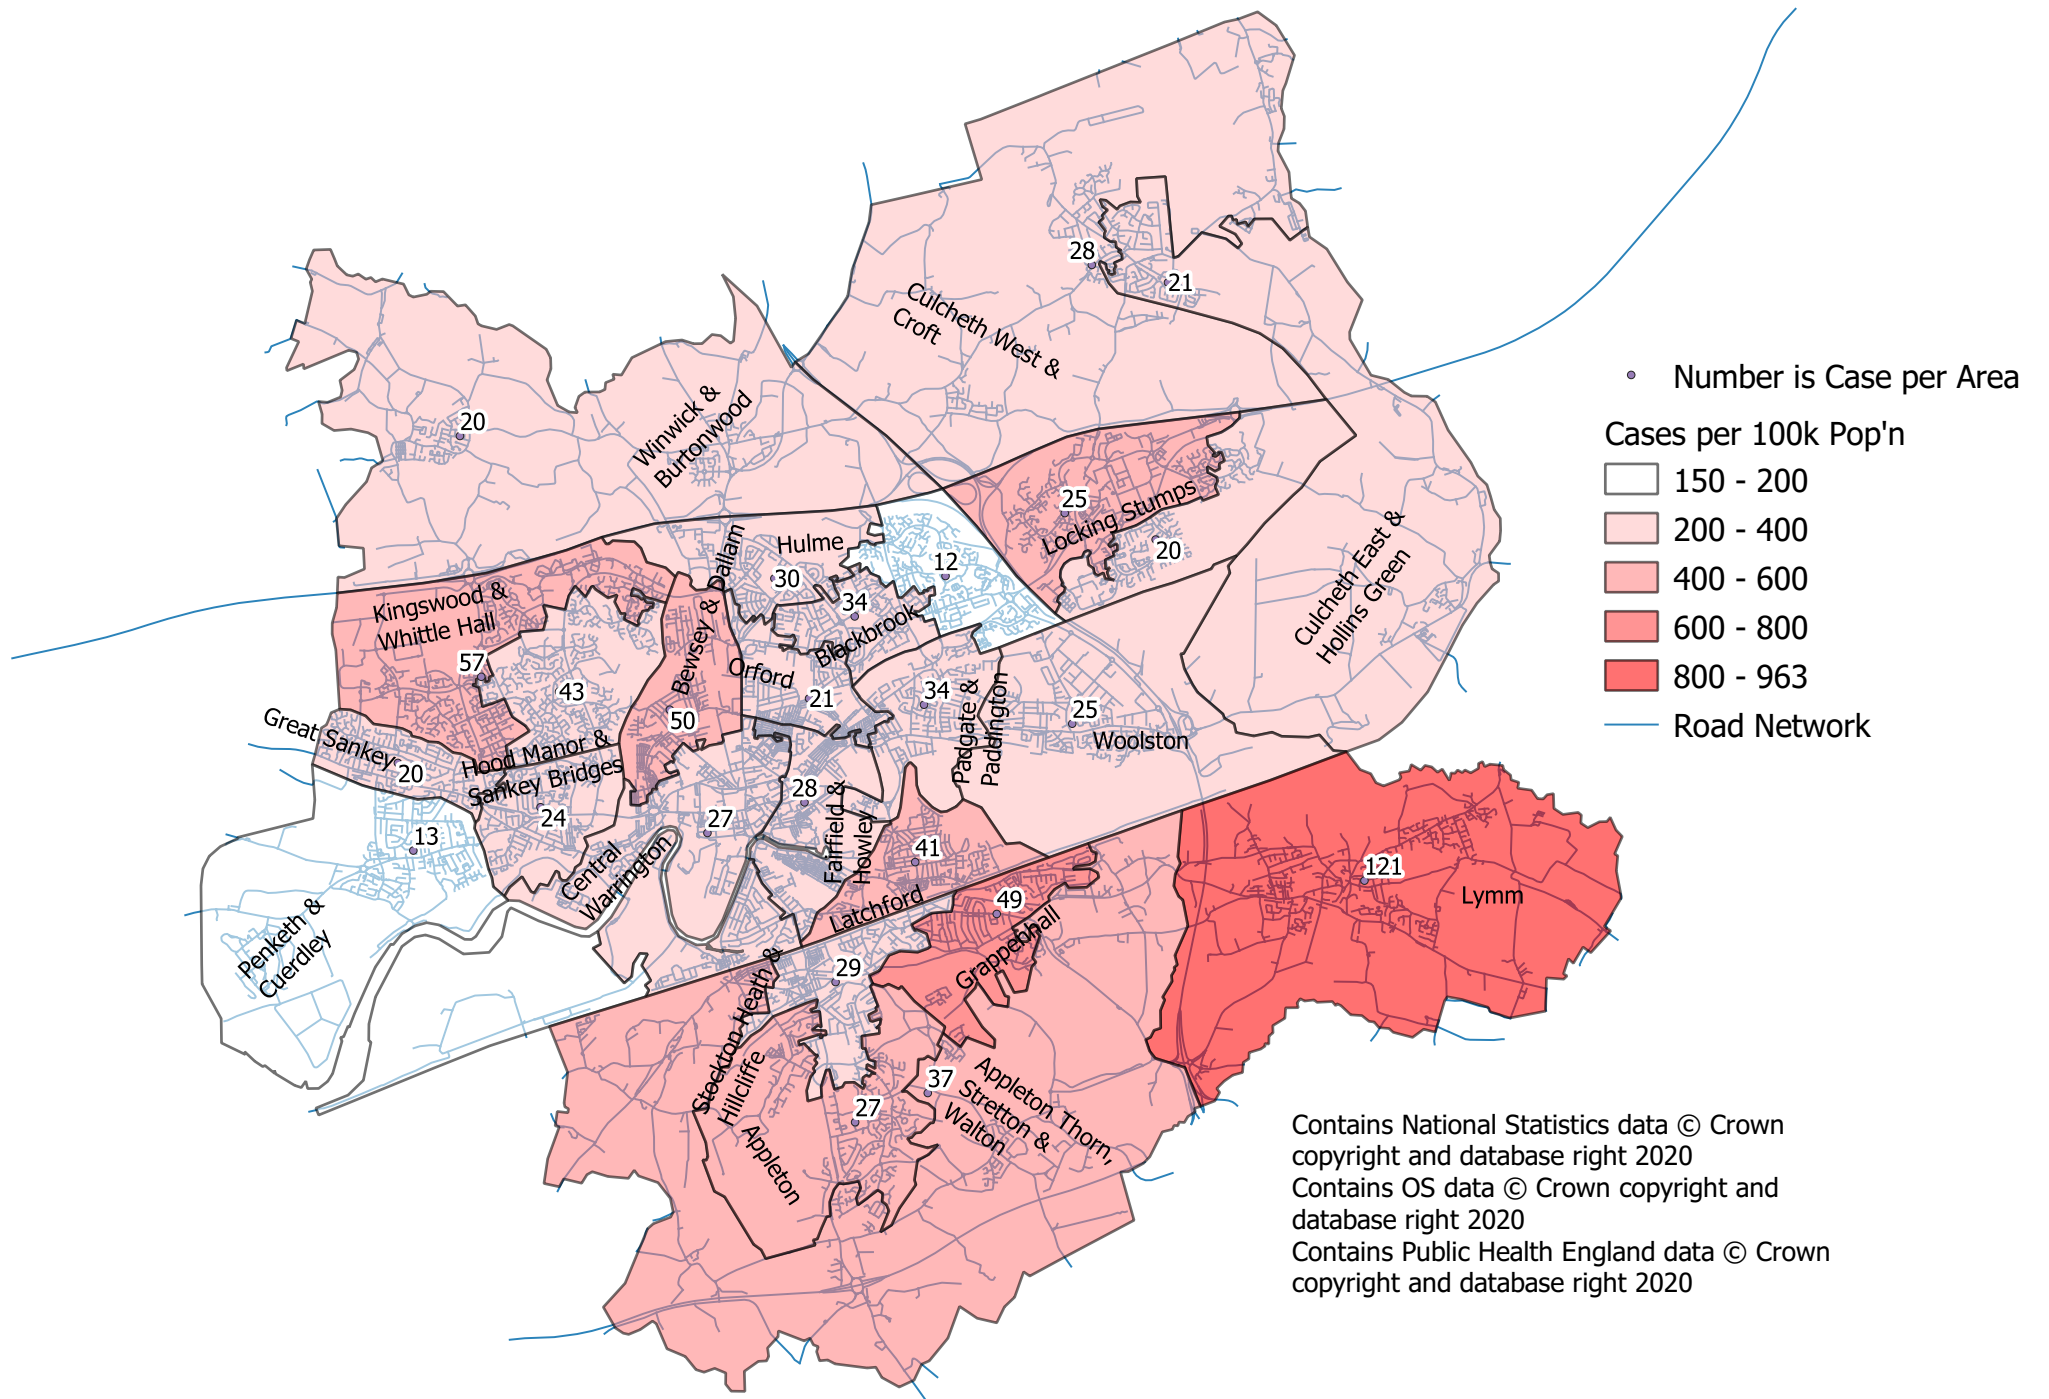 28
21
Culcheth West &
Croft
20
Winwick &
Burtonwood
25
Locking Stumps
20
Culcheth East &
Hollins Green
Hulme
30
12
34
Blackbrook
Kingswood &
Whittle Hall
57
43
Bewsey & Dallam
50
Orford
21
34
Padgate &
Paddington
25
Woolston
Great Sankey
20
Hood Manor &
Sankey Bridges
24
13
Penketh &
Cuerdley
27
Central
Warrington
28
Fairfield &
Howley
41
Latchford
49
Grappenhall
121
Lymm
29
Stockton Heath &
Hillcliffe
27
Appleton
37
Appleton Thorn,
Stretton &
Walton
Number is Case per Area
Cases per 100k Pop'n
150 - 200
200 - 400
400 - 600
600 - 800
800 - 963
Road Network
Contains National Statistics data © Crown
copyright and database right 2020
Contains OS data © Crown copyright and
database right 2020
Contains Public Health England data © Crown
copyright and database right 2020